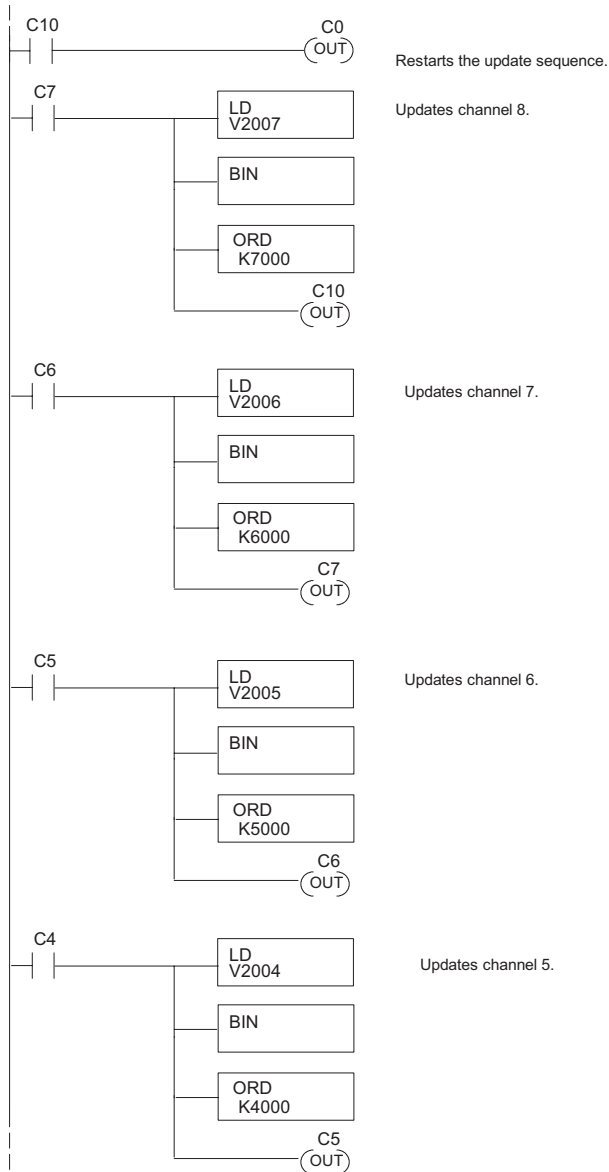 C10
C0
OUT
Restarts the update sequence.
C7
LD
V2007
Updates channel 8.
BIN
ORD
K7000
C10
OUT
C6
LD
V2006
Updates channel 7.
BIN
ORD
K6000
C7
OUT
C5
LD
V2005
Updates channel 6.
BIN
ORD
K5000
C6
OUT
C4
LD
V2004
Updates channel 5.
BIN
ORD
K4000
C5
OUT